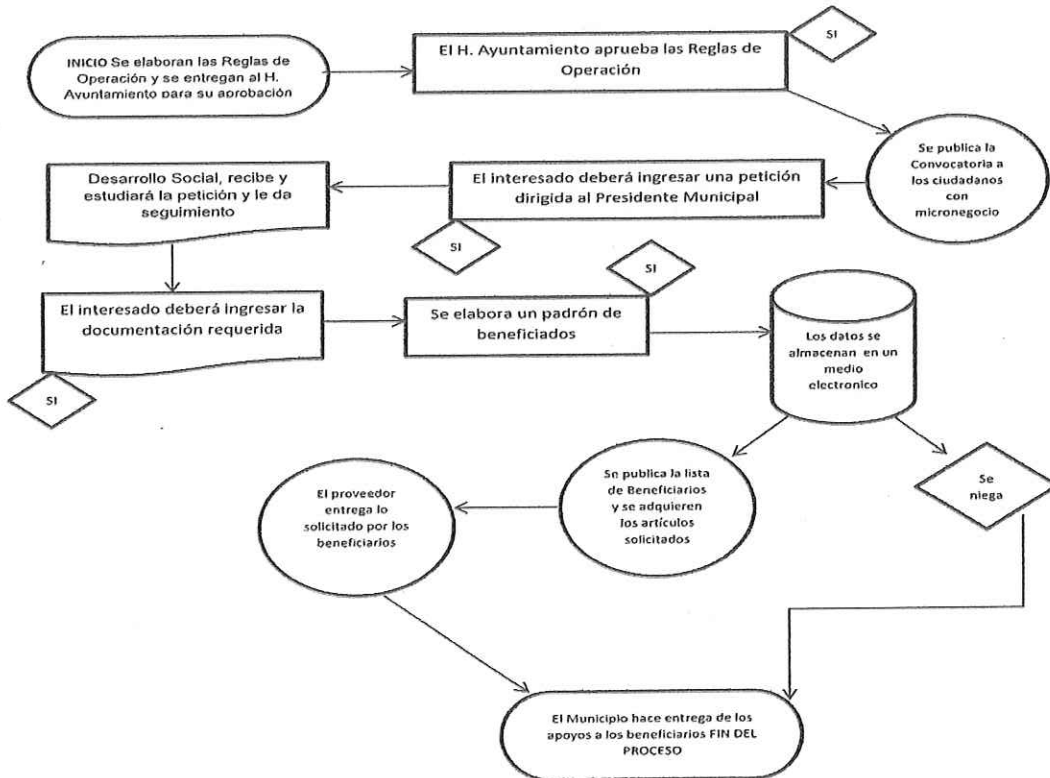 INICIO Se elaboran las Reglas de
Operación y se entregan al H.
Ayuntamiento para su aprobación
El H. Ayuntamiento aprueba las Reglas de
Operación
SI
Se publica la
Convocatoria a
los ciudadanos
con
micronegocio
El interesado deberá ingresar una petición
dirigida al Presidente Municipal
SI
Desarrollo Social, recibe y
estudiará la petición y le da
seguimiento
El interesado deberá ingresar la
documentación requerida
SI
Se elabora un padrón de
beneficiados
SI
Los datos se
almacenan en un
medio
electronico
Se publica la lista
de Beneficiarios
y se adquieren
los artículos
solicitados
Se
niega
El proveedor
entrega lo
solicitado por los
beneficiarios
El Municipio hace entrega de los
apoyos a los beneficiarios FIN DEL
PROCESO